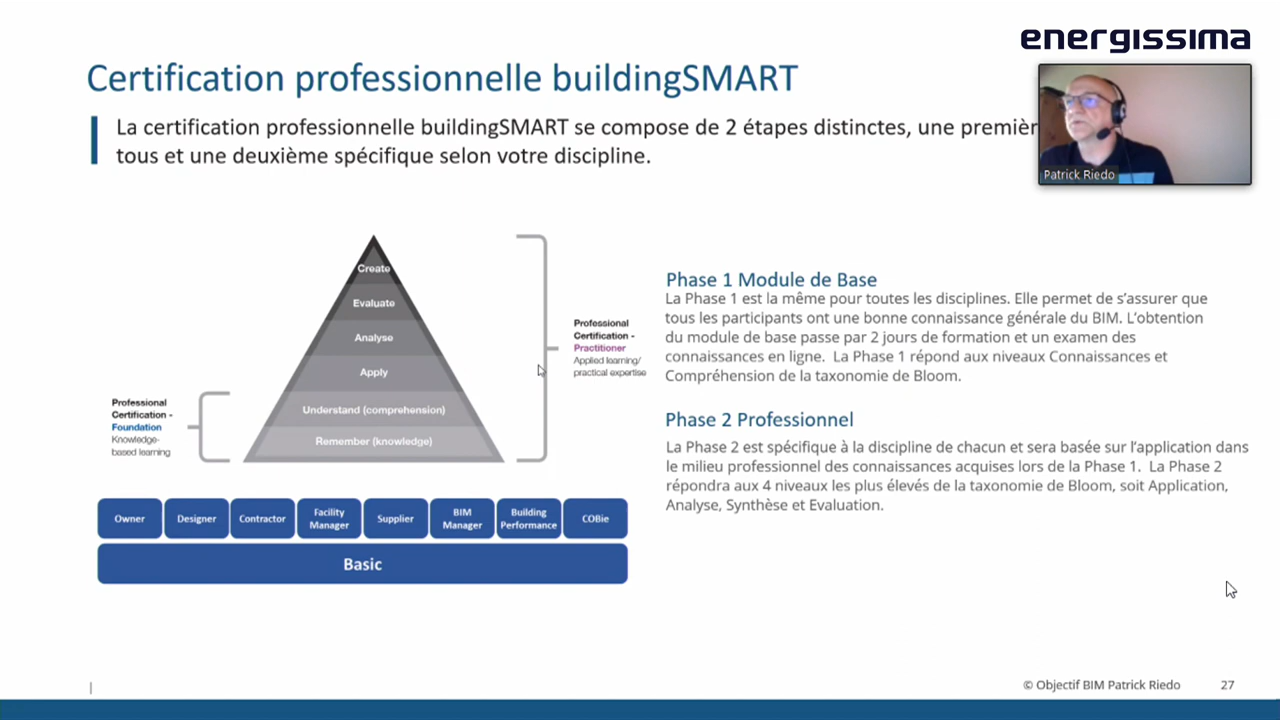 energissima
Certification professionnelle buildingSMART
La certification professionnelle buildingSMART se compose de 2 étapes distinctes, une
tous et une deuxième spécifique selon votre discipline.
Patrick Riedo
Create
Evaluate
Analyse
Apply
Understand (comprehension)
Remember (knowledge)
Professional
Certification -
Foundation
Knowledge-
based learning
Professional
Certification -
Practitioner
Applied learning/
practical expertise
Owner
Designer
Contractor
Facility
Manager
Supplier
BIM
Manager
Building
Performance
COBie
Basic
Phase 1 Module de Base
La Phase 1 est la même pour toutes les disciplines. Elle permet de s’assurer que
tous les participants ont une bonne connaissance générale du BIM. L’obtention
du module de base passe par 2 jours de formation et un examen des
connaissances en ligne. La Phase 1 répond aux niveaux Connaissances et
Compréhension de la taxonomie de Bloom.
Phase 2 Professionnel
La Phase 2 est spécifique à la discipline de chacun et sera basée sur l’application dans
le milieu professionnel des connaissances acquises lors de la Phase 1. La Phase 2
répondra aux 4 niveaux les plus élevés de la taxonomie de Bloom, soit Application,
Analyse, Synthèse et Evaluation.
© Objectif BIM Patrick Riedo
27